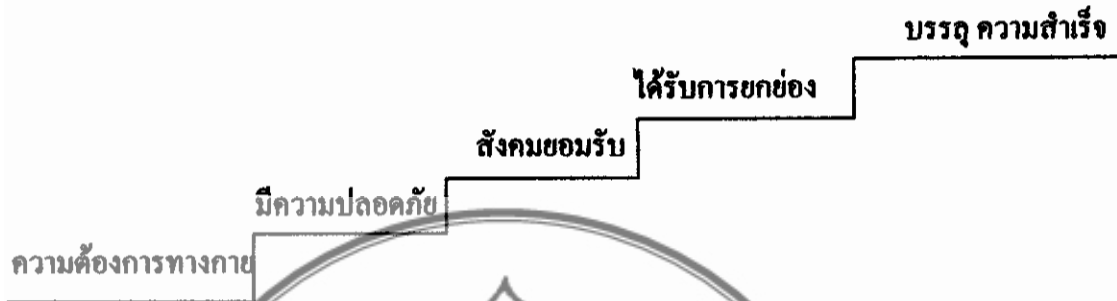 บรรลุ ความสำเร็จ
ได้รับการยกย่อง
สังคมยอมรับ
มีความปลอดภัย
ความต้องการทางกาย